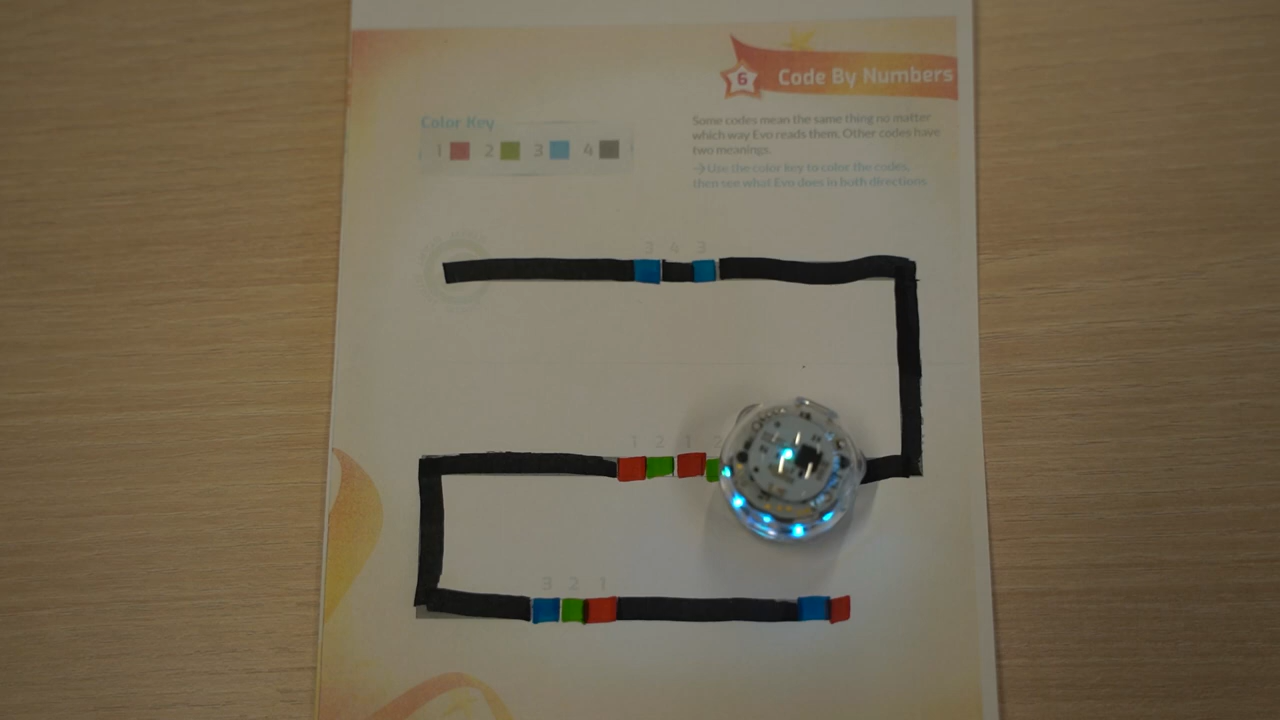 6 Code By Numbers
Color Key
1 2 3 4
Some codes mean the same thing no matter
which way Evo reads them. Other codes have
two meanings.
→Use the color key to color the codes,
then see what Evo does in both directions.
3 4 3
1 2 1 2
3 2 1